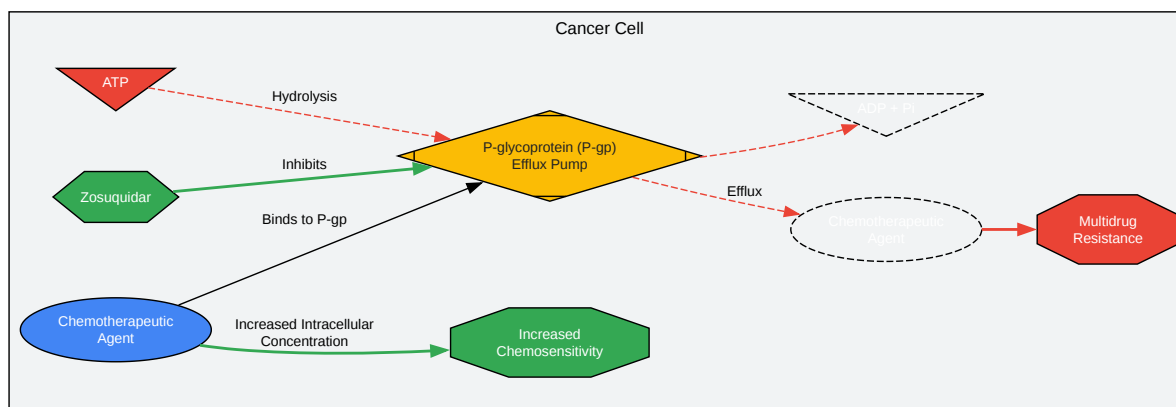 Cancer Cell
ATP
Hydrolysis
ADP + Pi
P-glycoprotein (P-gp)
Efflux Pump
Inhibits
Zosuquidar
Efflux
Binds to P-gp
Chemotherapeutic
Agent
Multidrug
Resistance
Chemotherapeutic
Agent
Increased Intracellular
Concentration
Increased
Chemosensitivity